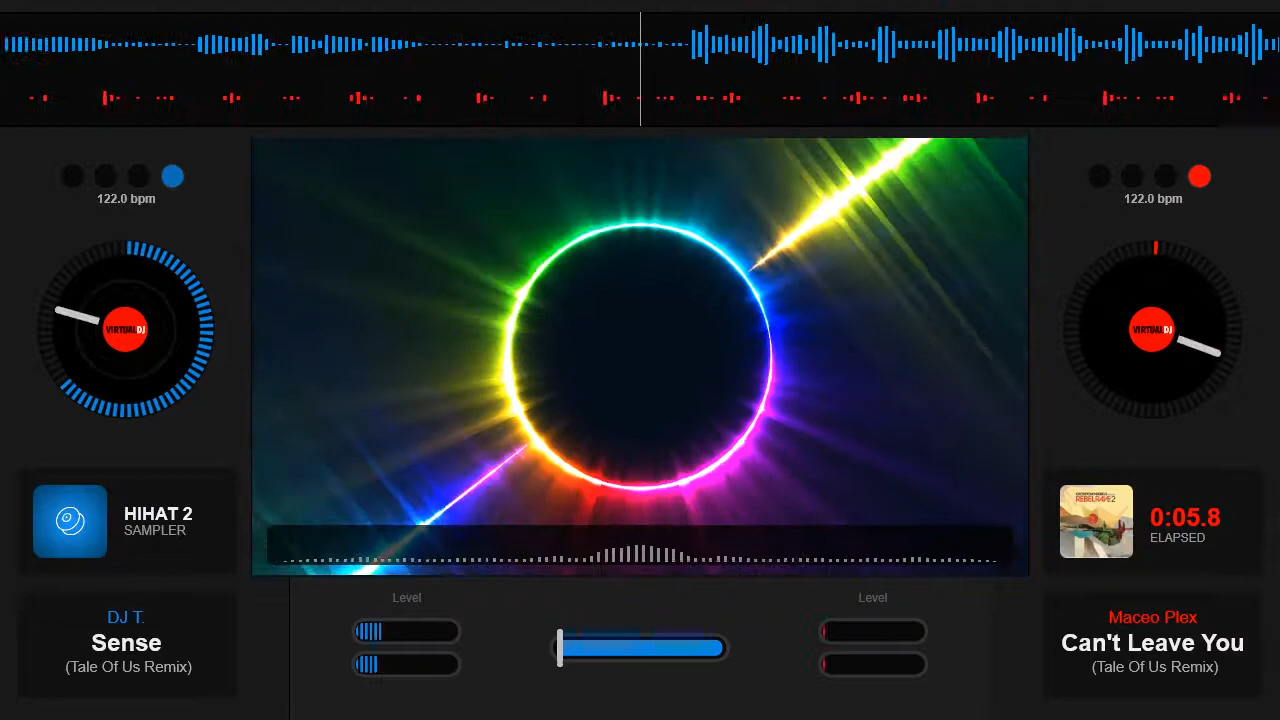 122.0 bpm
122.0 bpm
VIRTUALDJ
VIRTUALDJ
HIHAT 2
SAMPLER
REBELRAVE2
0:05.8
ELAPSED
DJ T.
Sense
(Tale Of Us Remix)
Level
Level
Maceo Plex
Can't Leave You
(Tale Of Us Remix)